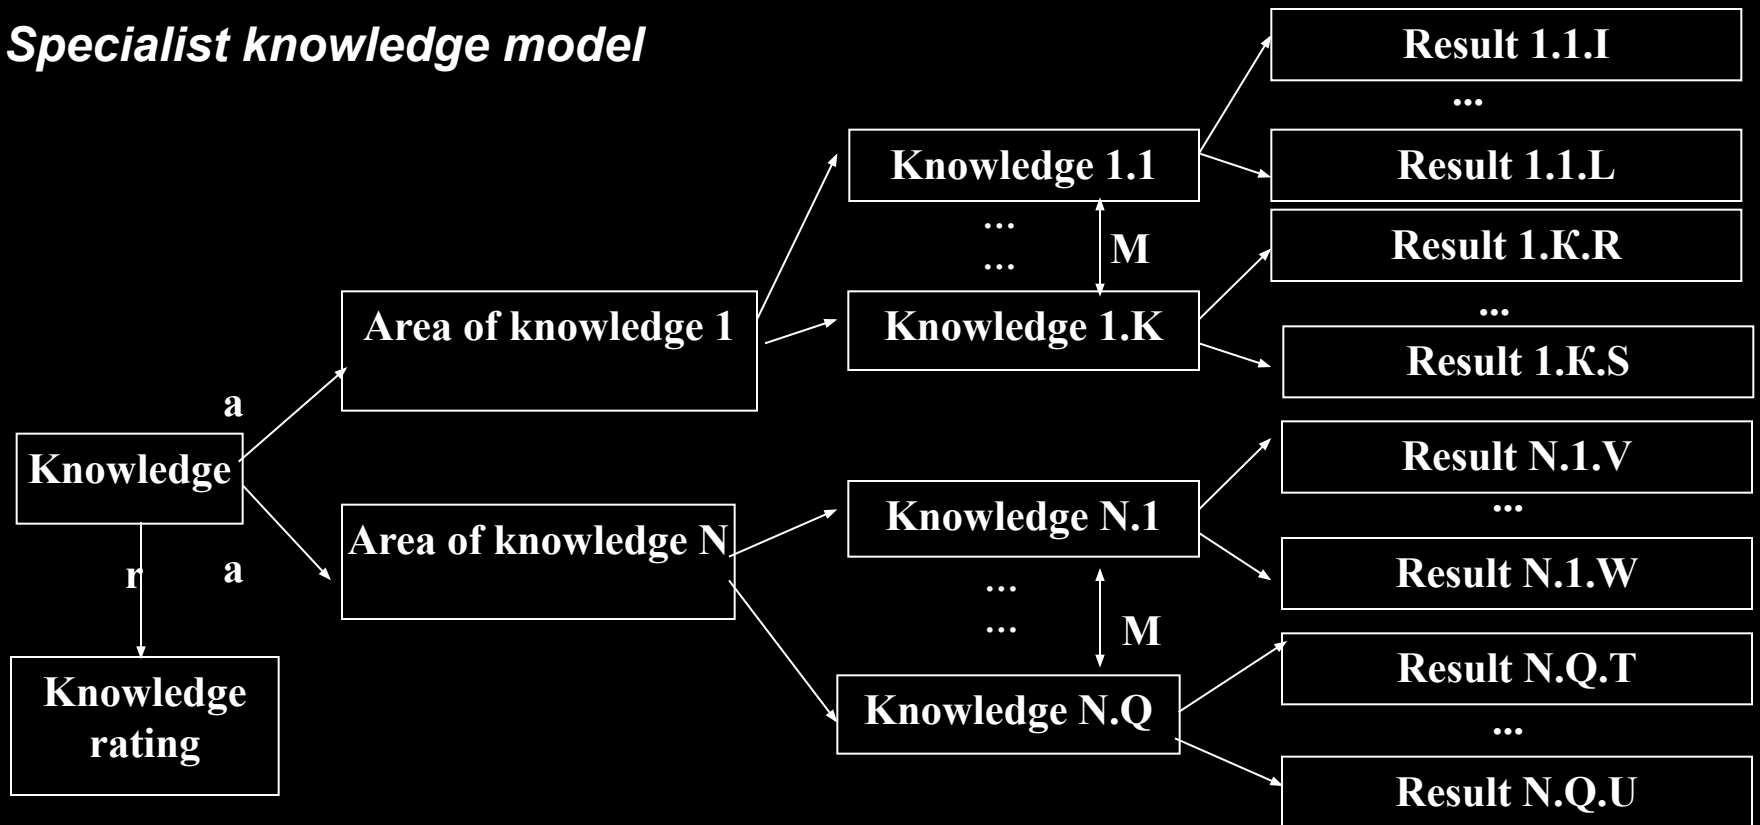 Specialist knowledge model
Result 1.1.I
...
Knowledge 1.1
Result 1.1.L
...
...
M
Result 1.К.R
Area of knowledge 1
Knowledge 1.K
...
Result 1.К.S
a
Knowledge
Result N.1.V
...
Area of knowledge N
Knowledge N.1
r
a
Result N.1.W
...
...
M
Knowledge
rating
Knowledge N.Q
Result N.Q.T
...
Result N.Q.U